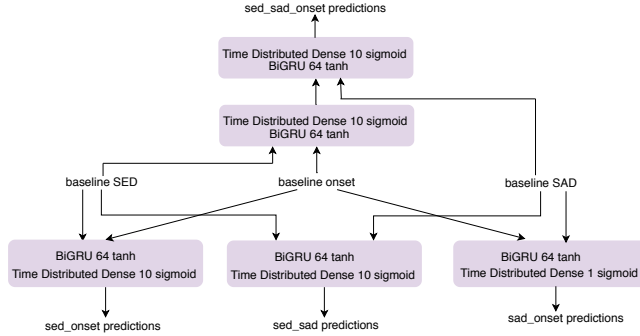 sed_sad_onset predictions
Time Distributed Dense 10 sigmoid
BiGRU 64 tanh
Time Distributed Dense 10 sigmoid
BiGRU 64 tanh
baseline SED
baseline onset
baseline SAD
BiGRU 64 tanh
Time Distributed Dense 10 sigmoid
BiGRU 64 tanh
Time Distributed Dense 10 sigmoid
BiGRU 64 tanh
Time Distributed Dense 1 sigmoid
sed_onset predictions
sed_sad predictions
sad_onset predictions